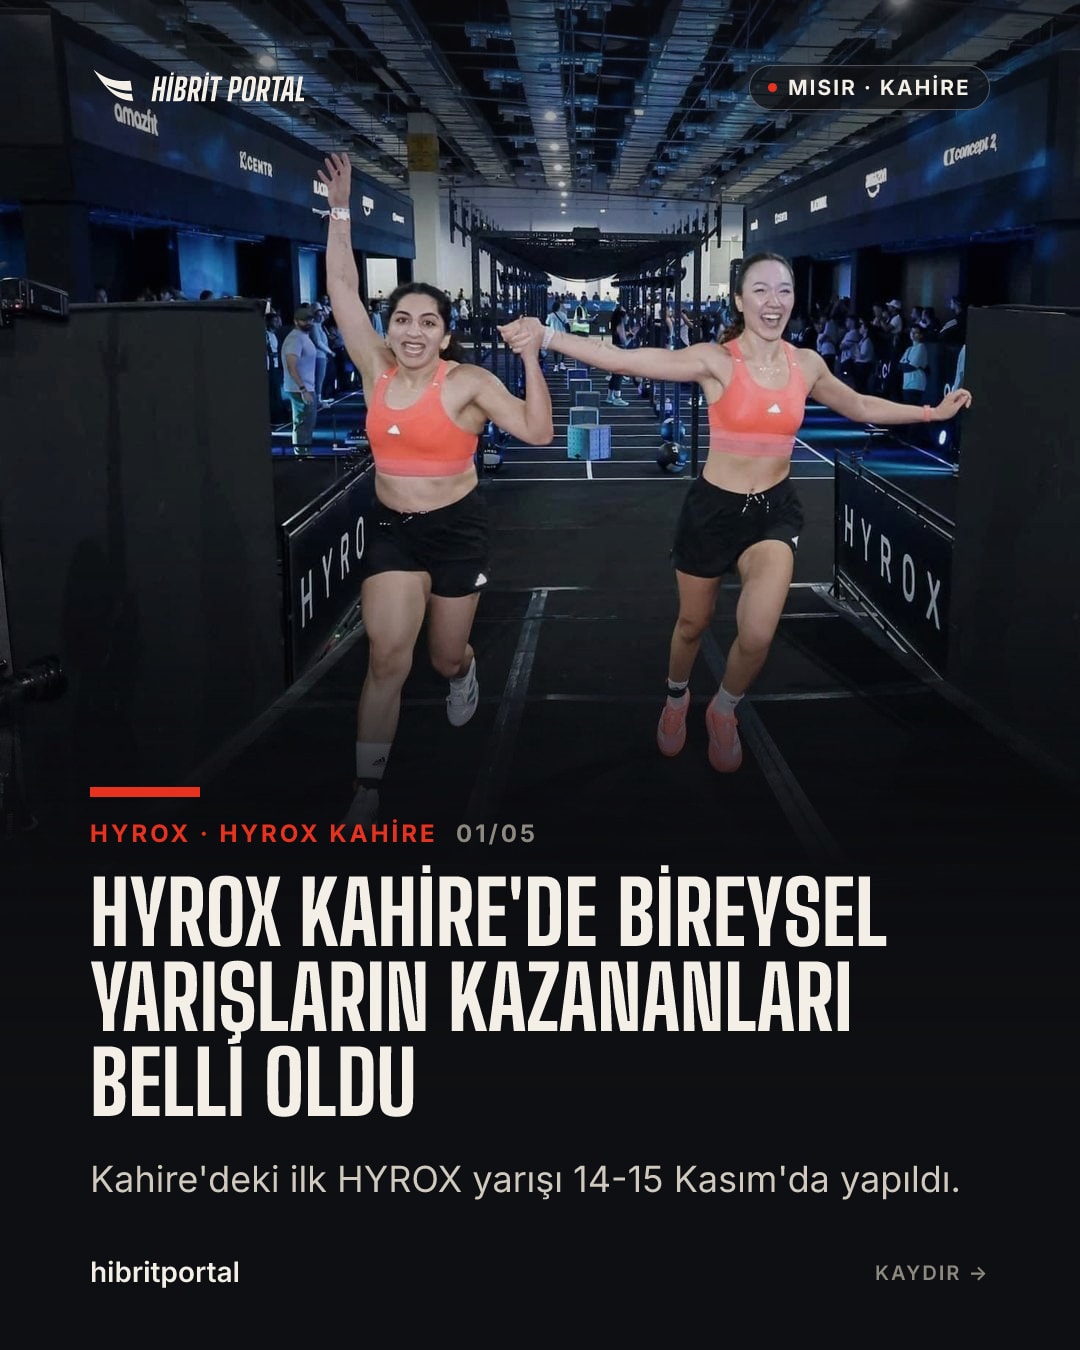 HİBRİT PORTAL
MISIR · KAHİRE
amazfit
CENTR
concept 2
amazon
HYRO
HYROX
HYROX · HYROX KAHİRE 01/05
HYROX KAHİRE'DE BİREYSEL
YARIŞLARIN KAZANANLARI
BELLİ OLDU
Kahire'deki ilk HYROX yarışı 14-15 Kasım'da yapıldı.
hibritportal
KAYDIR →